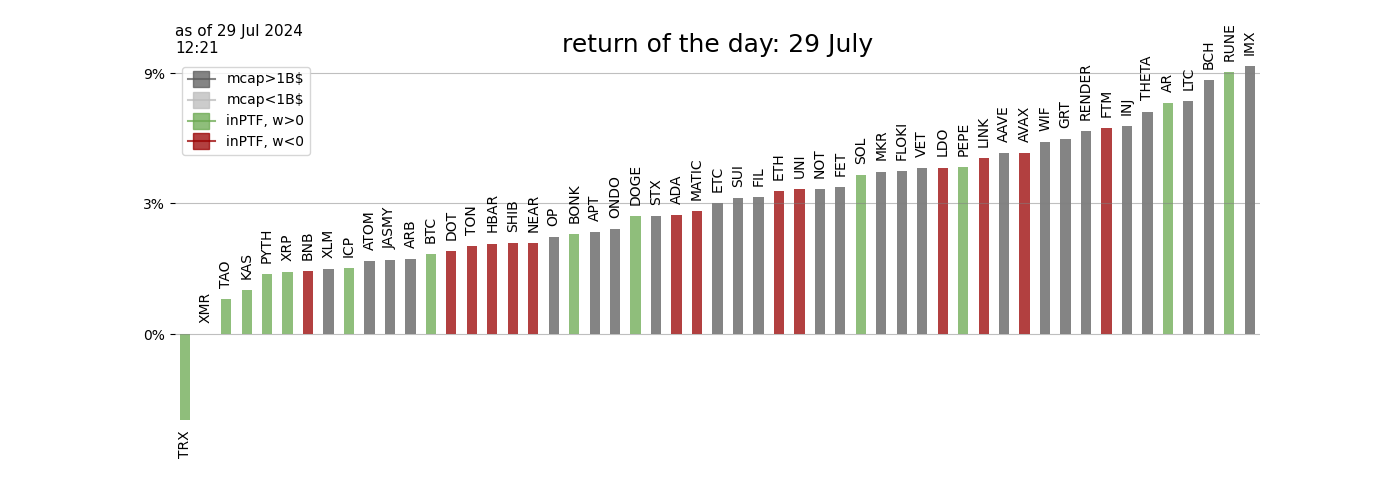 as of 29 Jul 2024
12:21
return of the day: 29 July
mcap>1B$
mcap<1B$
inPTF, w>0
inPTF, w<0
9%
3%
0%
TRX
XMR
TAO
KAS
PYTH
XRP
BNB
XLM
ICP
ATOM
JASMY
ARB
BTC
DOT
TON
HBAR
SHIB
NEAR
OP
BONK
APT
ONDO
DOGE
STX
ADA
MATIC
ETC
SUI
FIL
ETH
UNI
NOT
FET
SOL
MKR
FLOKI
VET
LDO
PEPE
LINK
AAVE
AVAX
WIF
GRT
RENDER
FTM
INJ
THETA
AR
LTC
BCH
RUNE
IMX